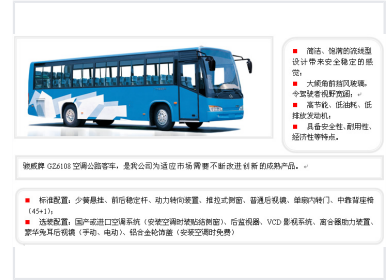 ■ 简洁、饱满的流线型
设计带来安全稳定的感
觉;
■ 大倾角前挡风玻璃,
令驾驶者视野宽阔;
■ 高节能、低油耗、低
排放发动机;
■ 具备安全性、耐用性、
经济性等特点。
骏威牌 GZ6108 空调公路客车, 是我公司为适应市场需要不断改进创新的成熟产品。
■ 标准配置: 少簧悬挂、前后稳定杆、动力转向装置、推拉式侧窗、普通后视镜、单扇内转门、中靠背座椅
(45+1);
■ 选装配置: 国产或进口空调系统 (安装空调时装贴结侧窗)、后监视器、VCD 影视系统、离合器助力装置、
豪华兔耳后视镜 (手动、电动)、铝合金轮饰盖 (安装空调时免费)